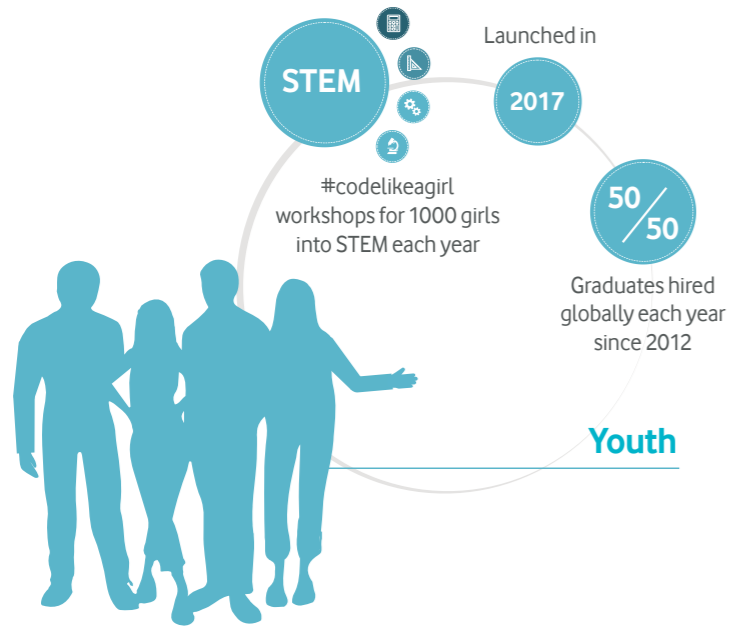 STEM
#codelikeagirl
workshops for 1000 girls
into STEM each year
Launched in
2017
50/50
Graduates hired
globally each year
since 2012
Youth